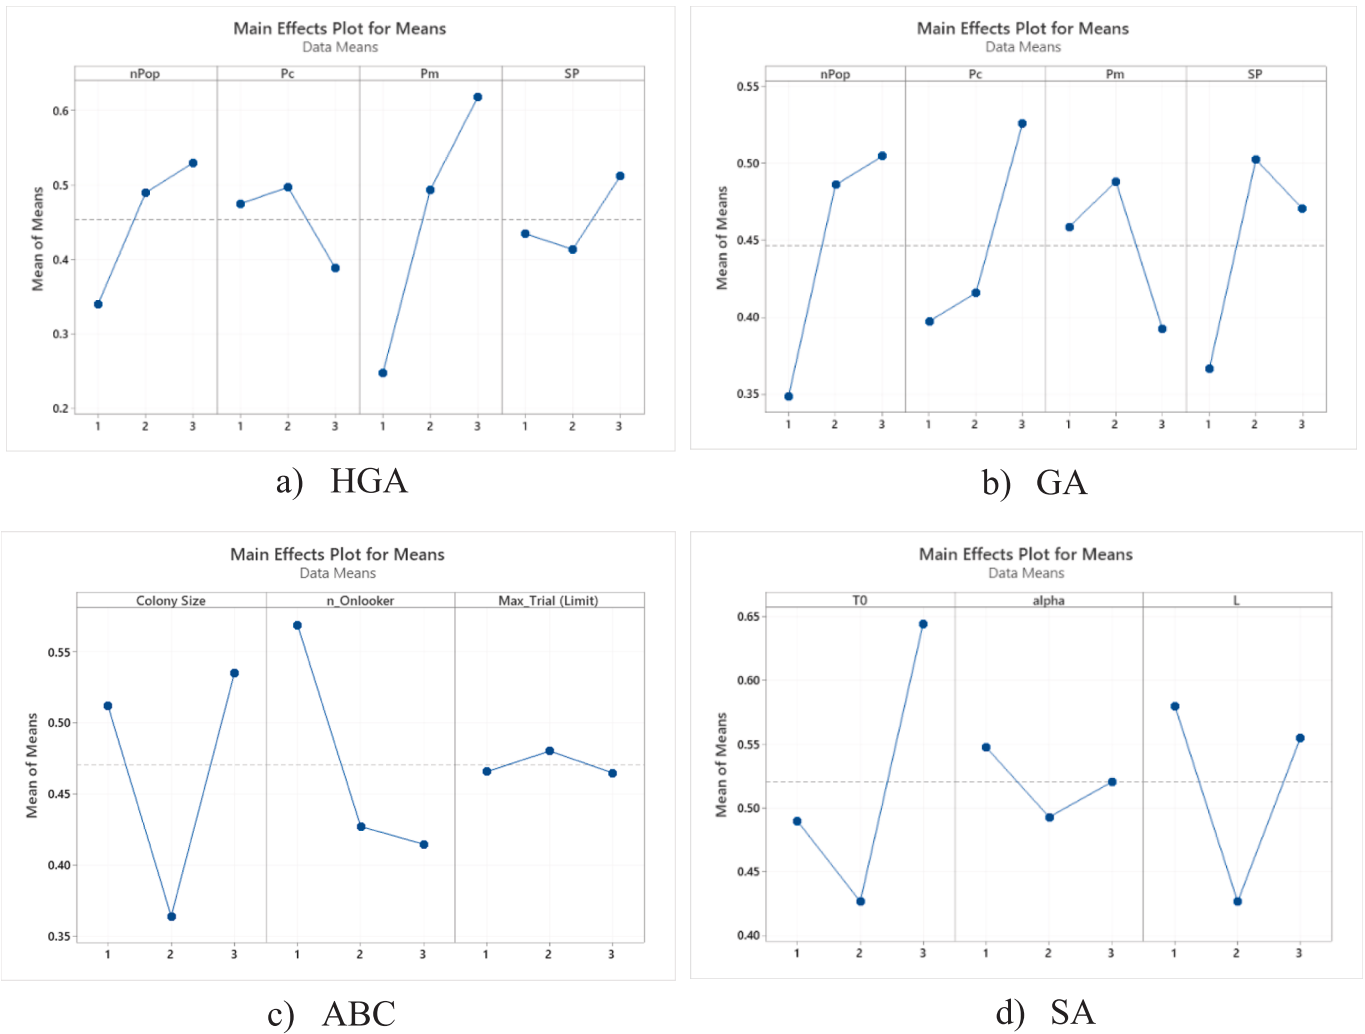 Main Effects Plot for Means
Data Means
nPop Pc Pm SP
Mean of Means
0.6
0.5
0.4
0.3
0.2
1 2 3 1 2 3 1 2 3 1 2 3
a) HGA
Main Effects Plot for Means
Data Means
nPop Pc Pm SP
Mean of Means
0.55
0.50
0.45
0.40
0.35
1 2 3 1 2 3 1 2 3 1 2 3
b) GA
Main Effects Plot for Means
Data Means
Colony Size n_Onlooker Max_Trial (Limit)
Mean of Means
0.55
0.50
0.45
0.40
0.35
1 2 3 1 2 3 1 2 3
c) ABC
Main Effects Plot for Means
Data Means
T0 alpha L
Mean of Means
0.65
0.60
0.55
0.50
0.45
0.40
1 2 3 1 2 3 1 2 3
d) SA